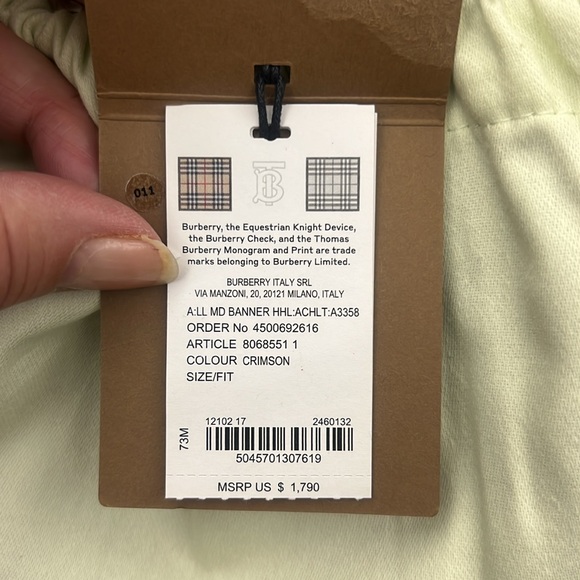 011
Burberry, the Equestrian Knight Device,
the Burberry Check, and the Thomas
Burberry Monogram and Print are trade
marks belonging to Burberry Limited.
BURBERRY ITALY SRL
VIA MANZONI, 20, 20121 MILANO, ITALY
A:LL MD BANNER HHL:ACHLT:A3358
ORDER No 4500692616
ARTICLE 8068551 1
COLOUR CRIMSON
SIZE/FIT
73M
12102 17 2460132
5045701307619
MSRP US $ 1,790